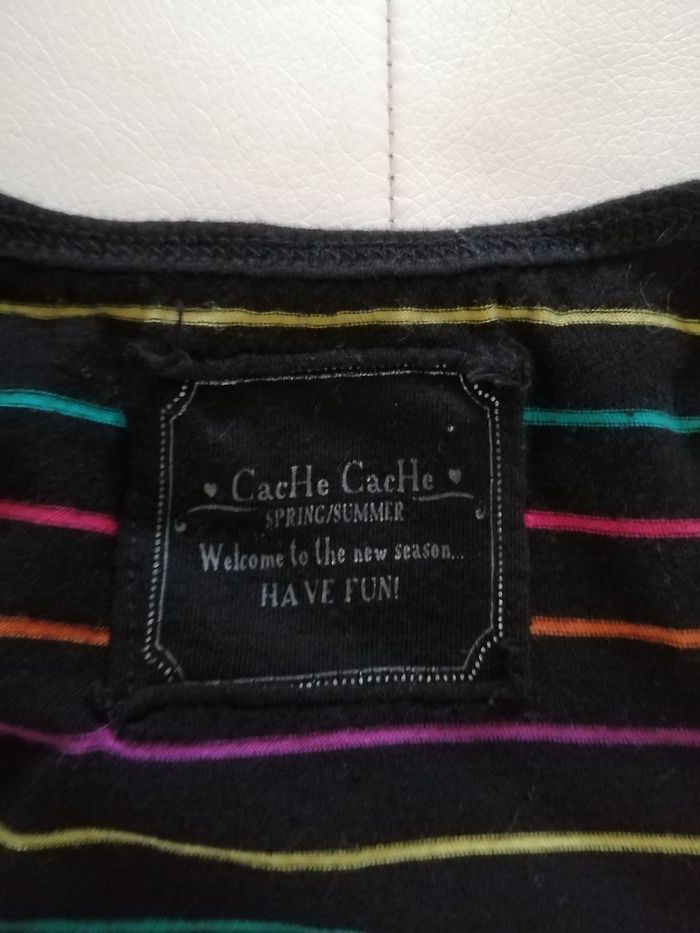 CacHe CacHe
SPRING/SUMMER
Welcome to the new season...
HAVE FUN!